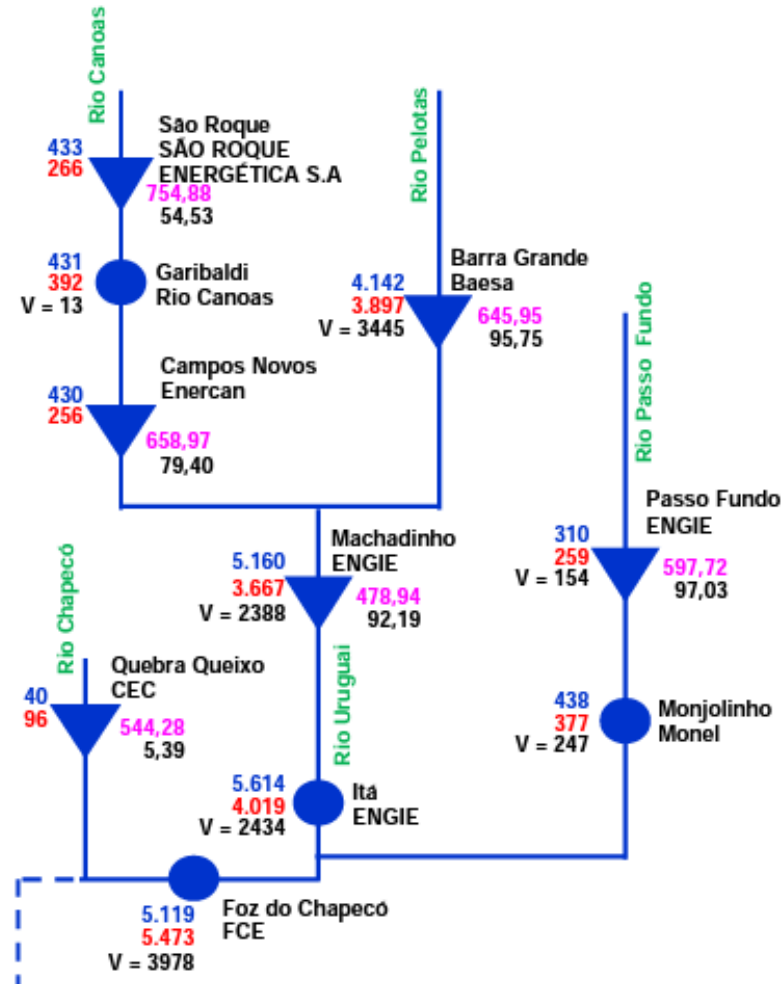 Rio Canoas
433
266
São Roque
SÃO ROQUE
ENERGÉTICA S.A
754,88
54,53
431
392
V = 13
Garibaldi
Rio Canoas
430
256
Campos Novos
Enercan
658,97
79,40
Rio Pelotas
4.142
3.897
V = 3445
Barra Grande
Baesa
645,95
95,75
Rio Passo Fundo
310
259
V = 154
Passo Fundo
ENGIE
597,72
97,03
5.160
3.667
V = 2388
Machadinho
ENGIE
478,94
92,19
Rio Chapecó
40
96
Quebra Queixo
CEC
544,28
5,39
Rio Uruguai
438
377
V = 247
Monjolinho
Monel
5.614
4.019
V = 2434
Itá
ENGIE
5.119
5.473
V = 3978
Foz do Chapecó
FCE